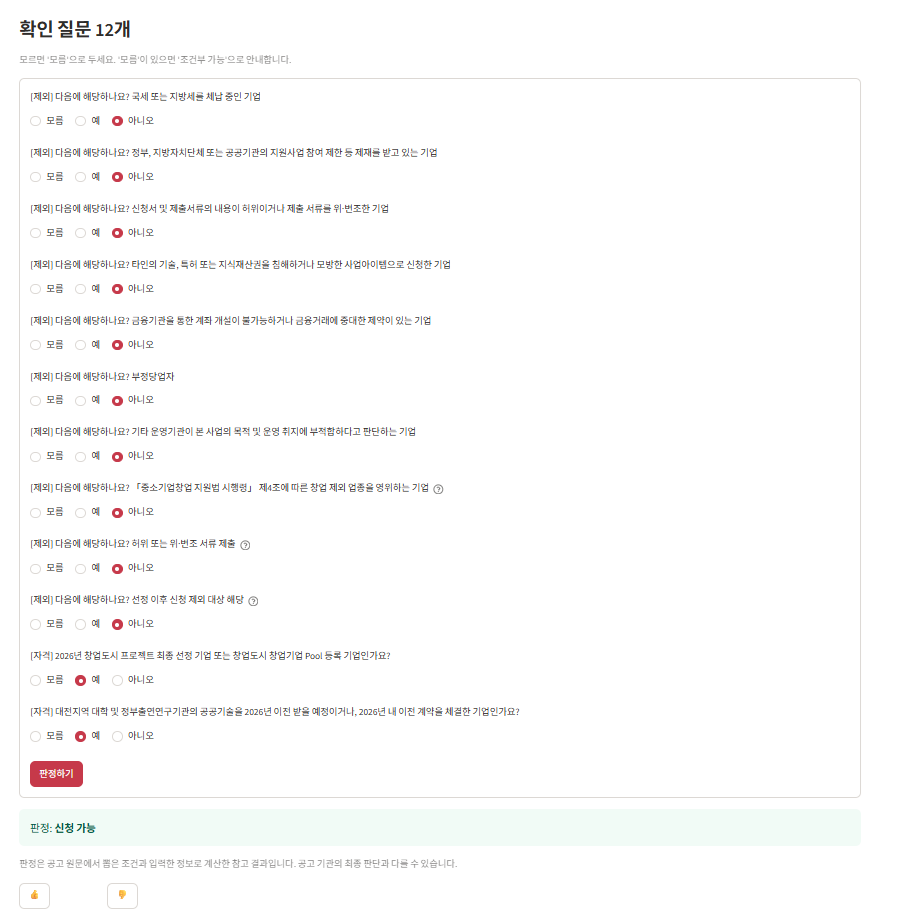 확인 질문 12개
모르면 '모름'으로 두세요. '모름'이 있으면 '조건부 가능'으로 안내합니다.
[제외] 다음에 해당하나요? 국세 또는 지방세를 체납 중인 기업
모름 예 아니오
[제외] 다음에 해당하나요? 정부, 지방자치단체 또는 공공기관의 지원사업 참여 제한 등 제재를 받고 있는 기업
모름 예 아니오
[제외] 다음에 해당하나요? 신청서 및 제출서류의 내용이 허위이거나 제출 서류를 위·변조한 기업
모름 예 아니오
[제외] 다음에 해당하나요? 타인의 기술, 특허 또는 지식재산권을 침해하거나 모방한 사업아이템으로 신청한 기업
모름 예 아니오
[제외] 다음에 해당하나요? 금융기관을 통한 계좌 개설이 불가능하거나 금융거래에 중대한 제약이 있는 기업
모름 예 아니오
[제외] 다음에 해당하나요? 부정당업자
모름 예 아니오
[제외] 다음에 해당하나요? 기타 운영기관이 본 사업의 목적 및 운영 취지에 부적합하다고 판단하는 기업
모름 예 아니오
[제외] 다음에 해당하나요? 「중소기업창업 지원법 시행령」 제4조에 따른 창업 제외 업종을 영위하는 기업 ?
모름 예 아니오
[제외] 다음에 해당하나요? 허위 또는 위·변조 서류 제출 ?
모름 예 아니오
[제외] 다음에 해당하나요? 선정 이후 신청 제외 대상 해당 ?
모름 예 아니오
[자격] 2026년 창업도시 프로젝트 최종 선정 기업 또는 창업도시 창업기업 Pool 등록 기업인가요?
모름 예 아니오
[자격] 대전지역 대학 및 정부출연연구기관의 공공기술을 2026년 이전 받을 예정이거나, 2026년 내 이전 계약을 체결한 기업인가요?
모름 예 아니오
판정하기
판정: 신청 가능
판정은 공고 원문에서 뽑은 조건과 입력한 정보로 계산한 참고 결과입니다. 공고 기관의 최종 판단과 다를 수 있습니다.